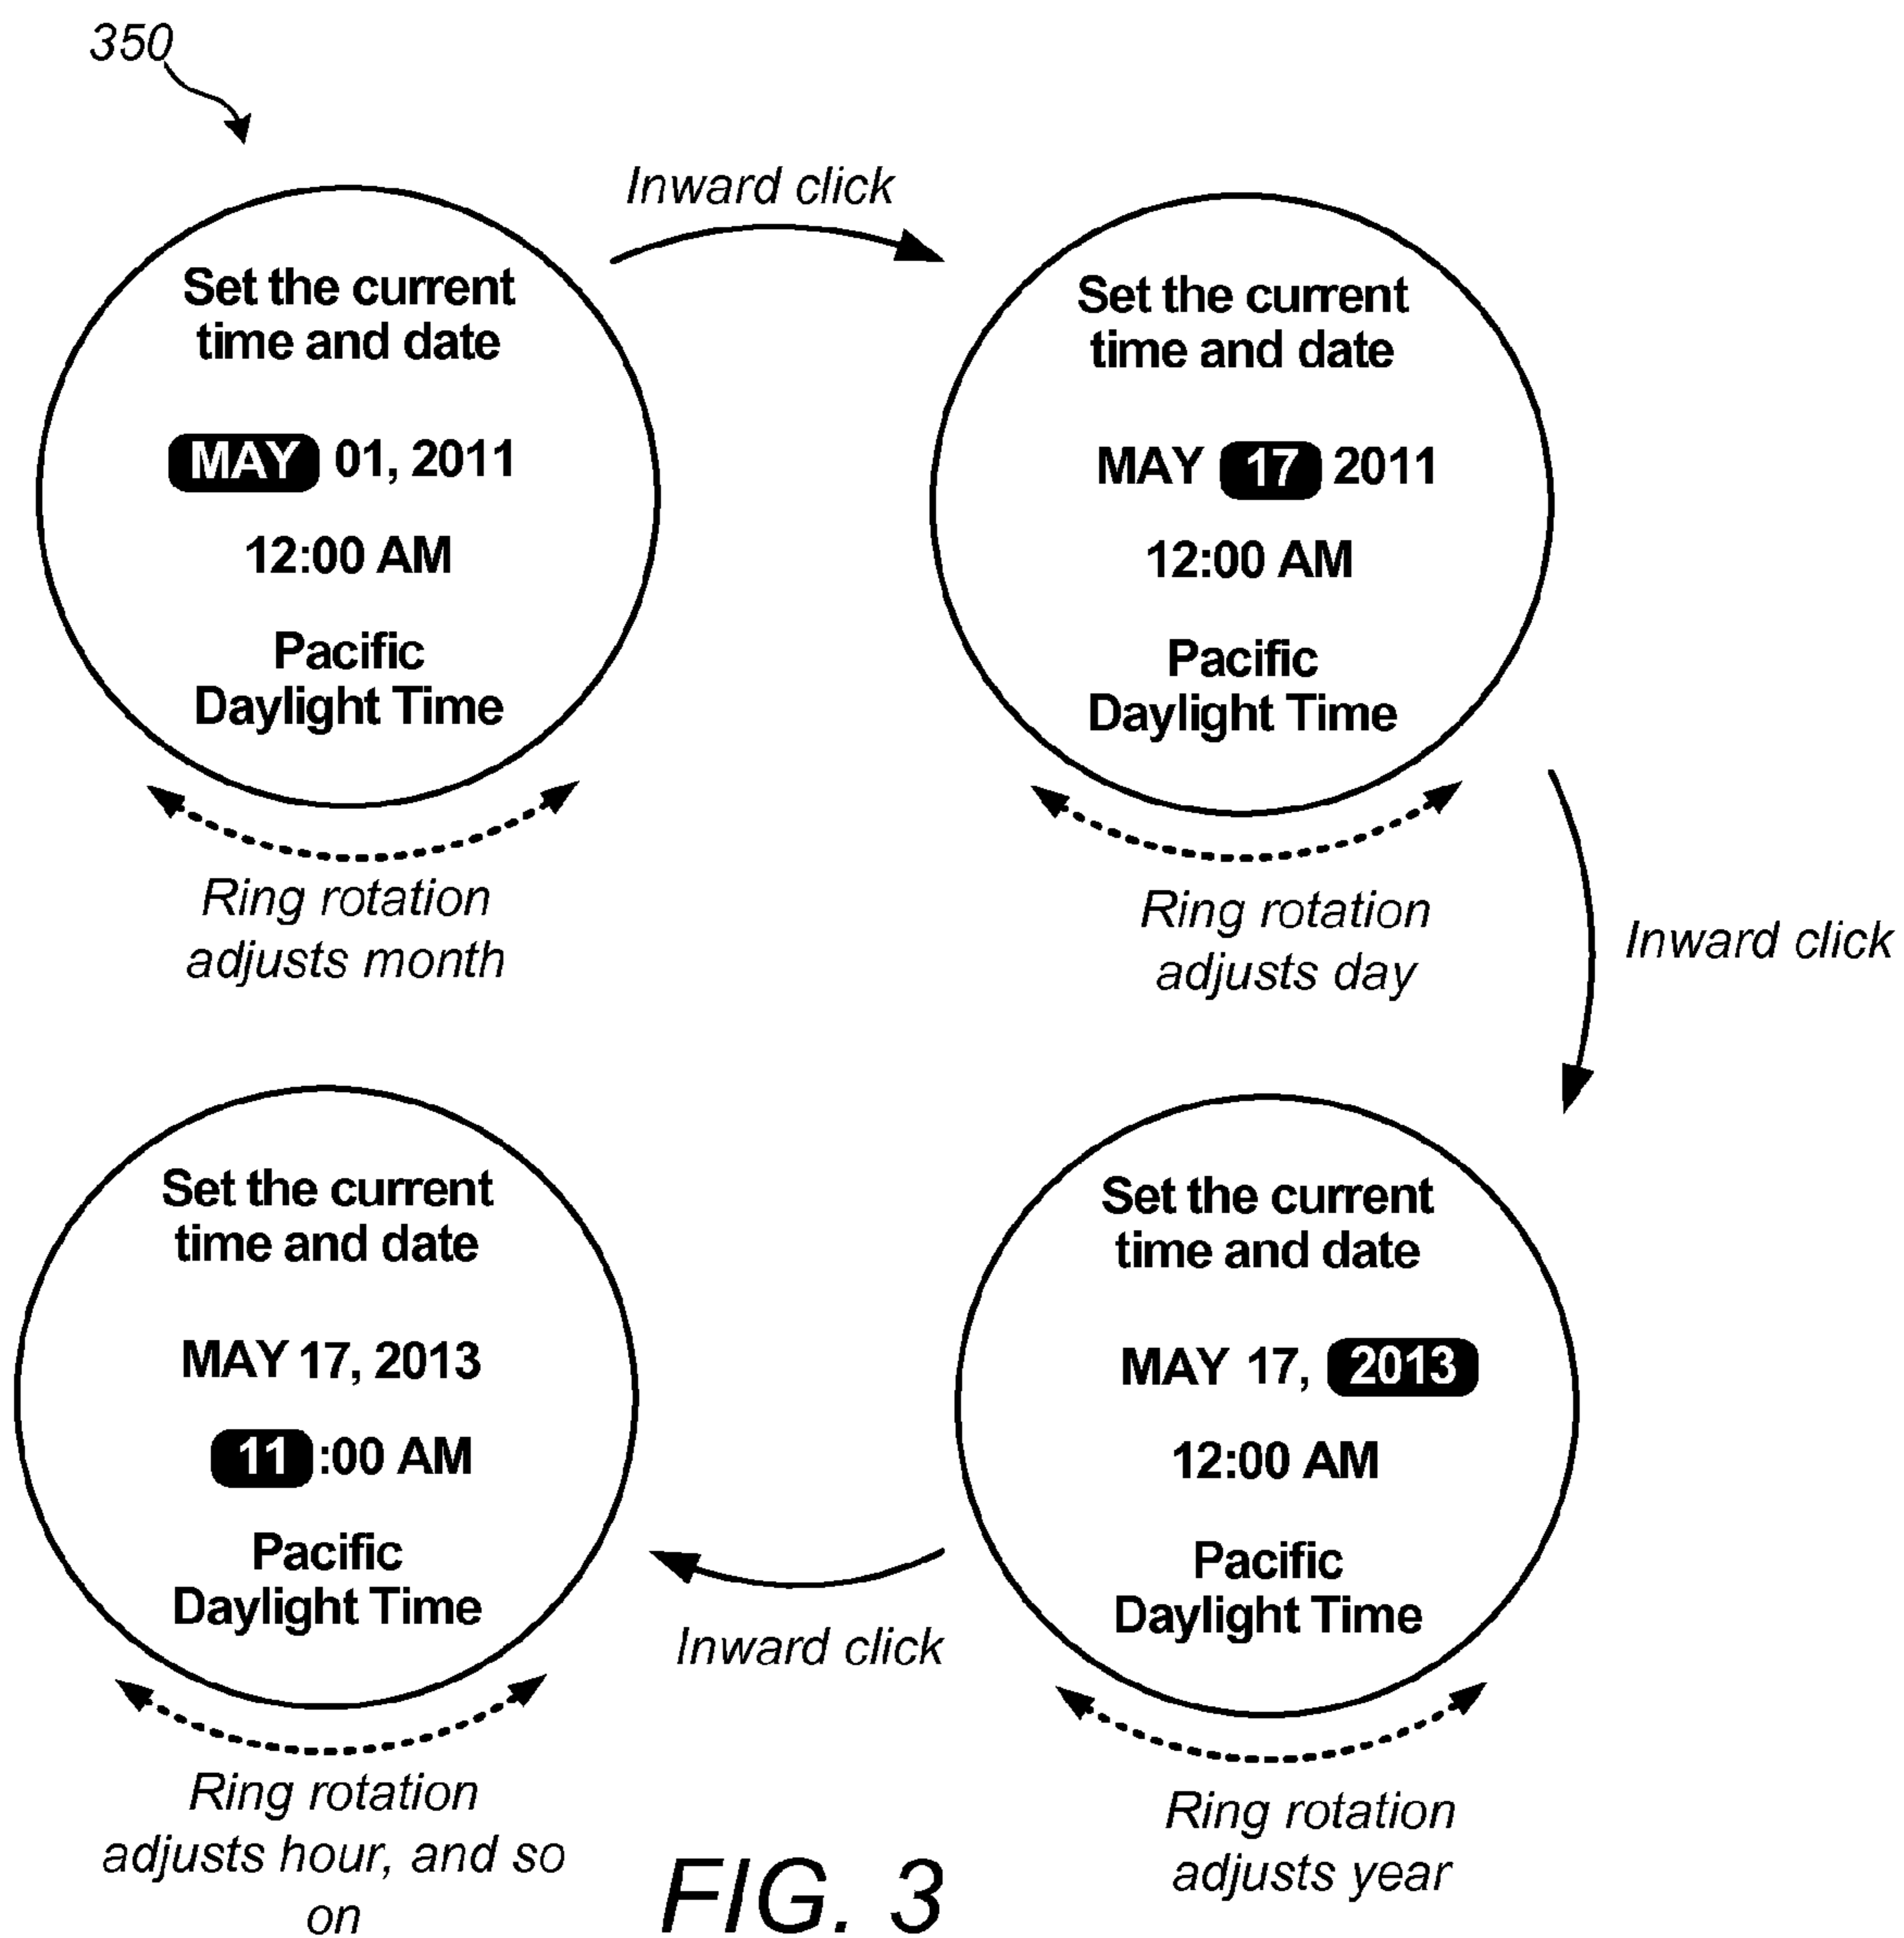 350
Inward click
Set the current
time and date
MAY 01, 2011
12:00 AM
Pacific
Daylight Time
Ring rotation
adjusts month
Set the current
time and date
MAY 17 2011
12:00 AM
Pacific
Daylight Time
Ring rotation
adjusts day
Inward click
Set the current
time and date
MAY 17, 2013
12:00 AM
Pacific
Daylight Time
Ring rotation
adjusts year
Inward click
Set the current
time and date
MAY 17, 2013
11 :00 AM
Pacific
Daylight Time
Ring rotation
adjusts hour, and so
on
FIG. 3